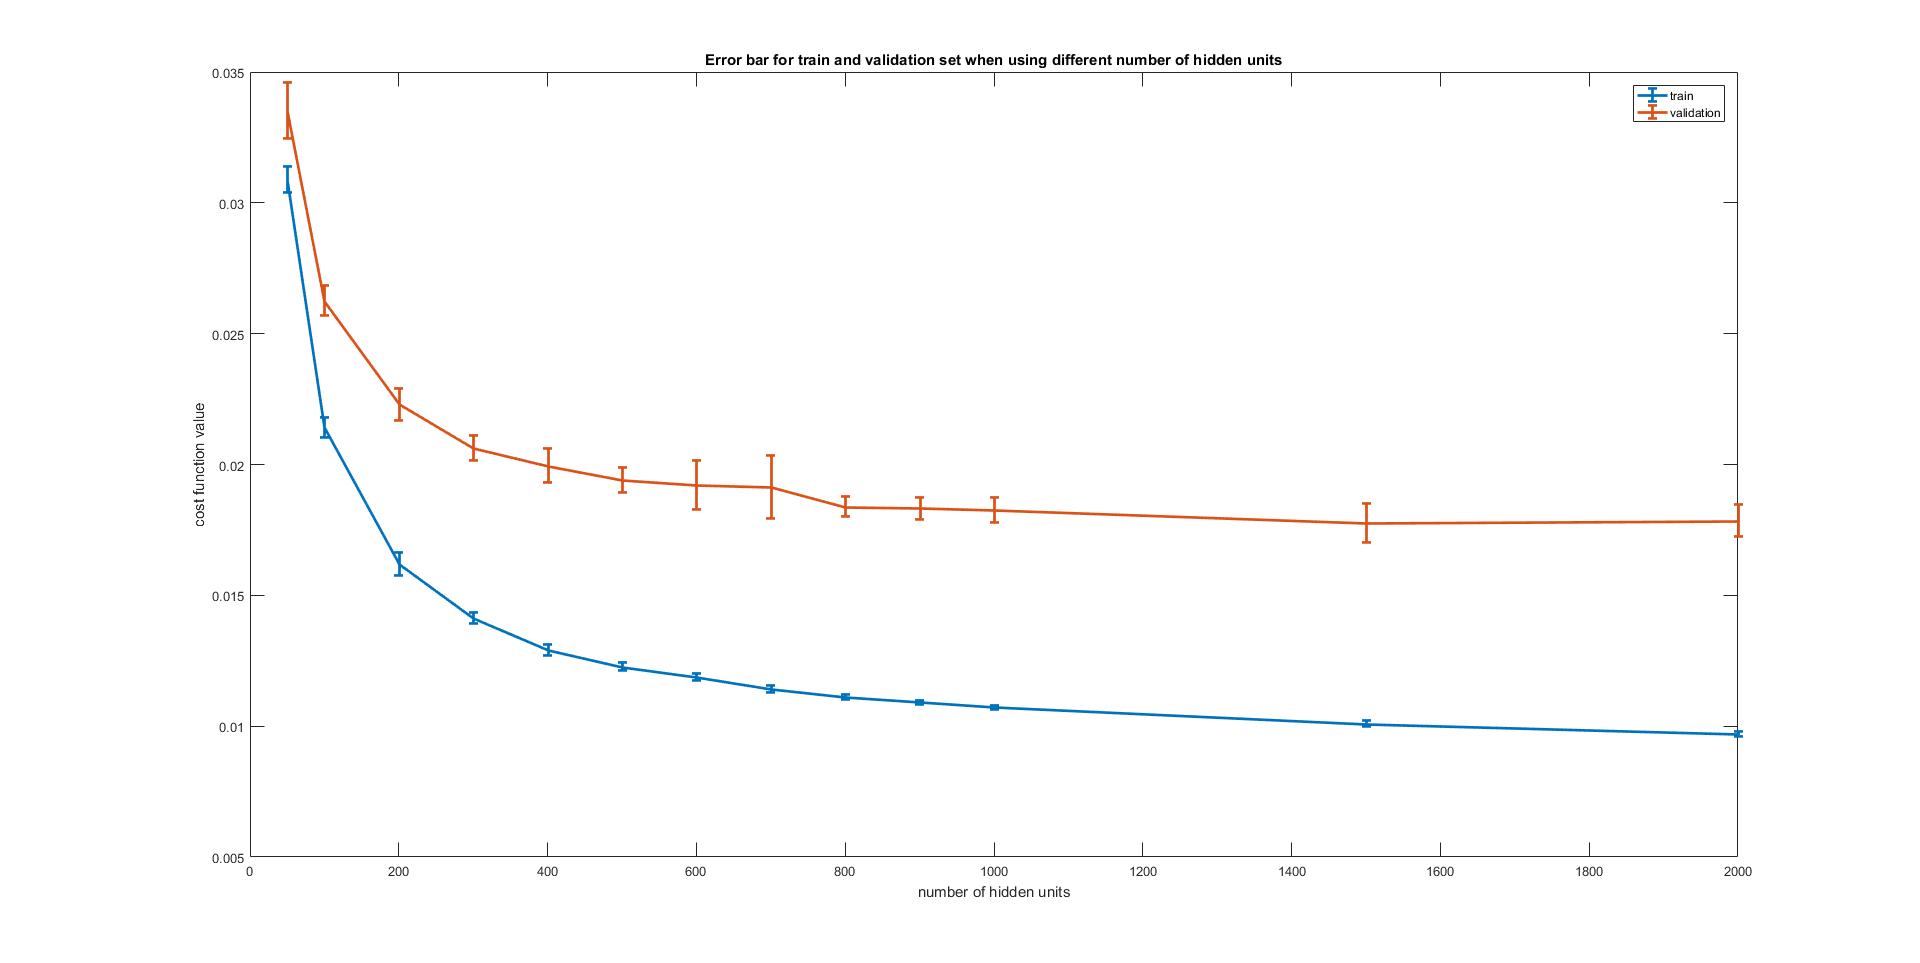 Error bar for train and validation set when using different number of hidden units
train
validation
cost function value
0.035
0.03
0.025
0.02
0.015
0.01
0.005
0 200 400 600 800 1000 1200 1400 1600 1800 2000
number of hidden units